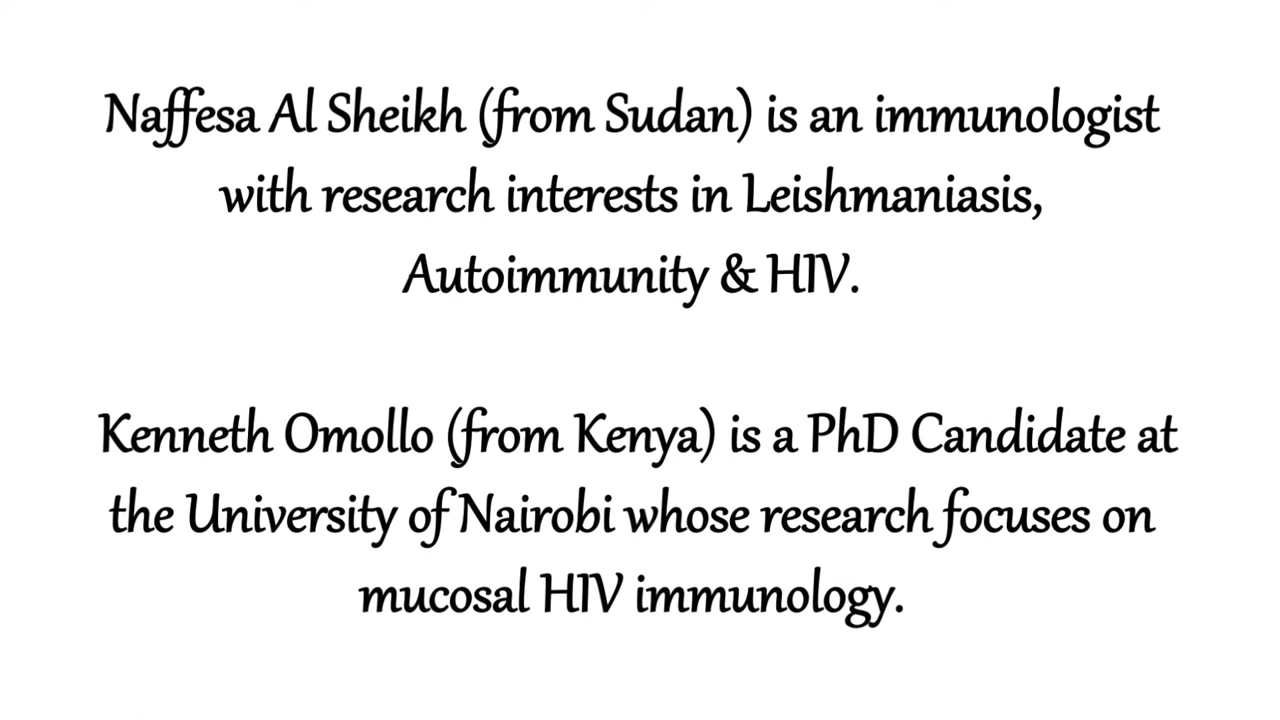 Naffesa Al Sheikh (from Sudan) is an immunologist
with research interests in Leishmaniasis,
Autoimmunity & HIV.
Kenneth Omollo (from Kenya) is a PhD Candidate at
the University of Nairobi whose research focuses on
mucosal HIV immunology.